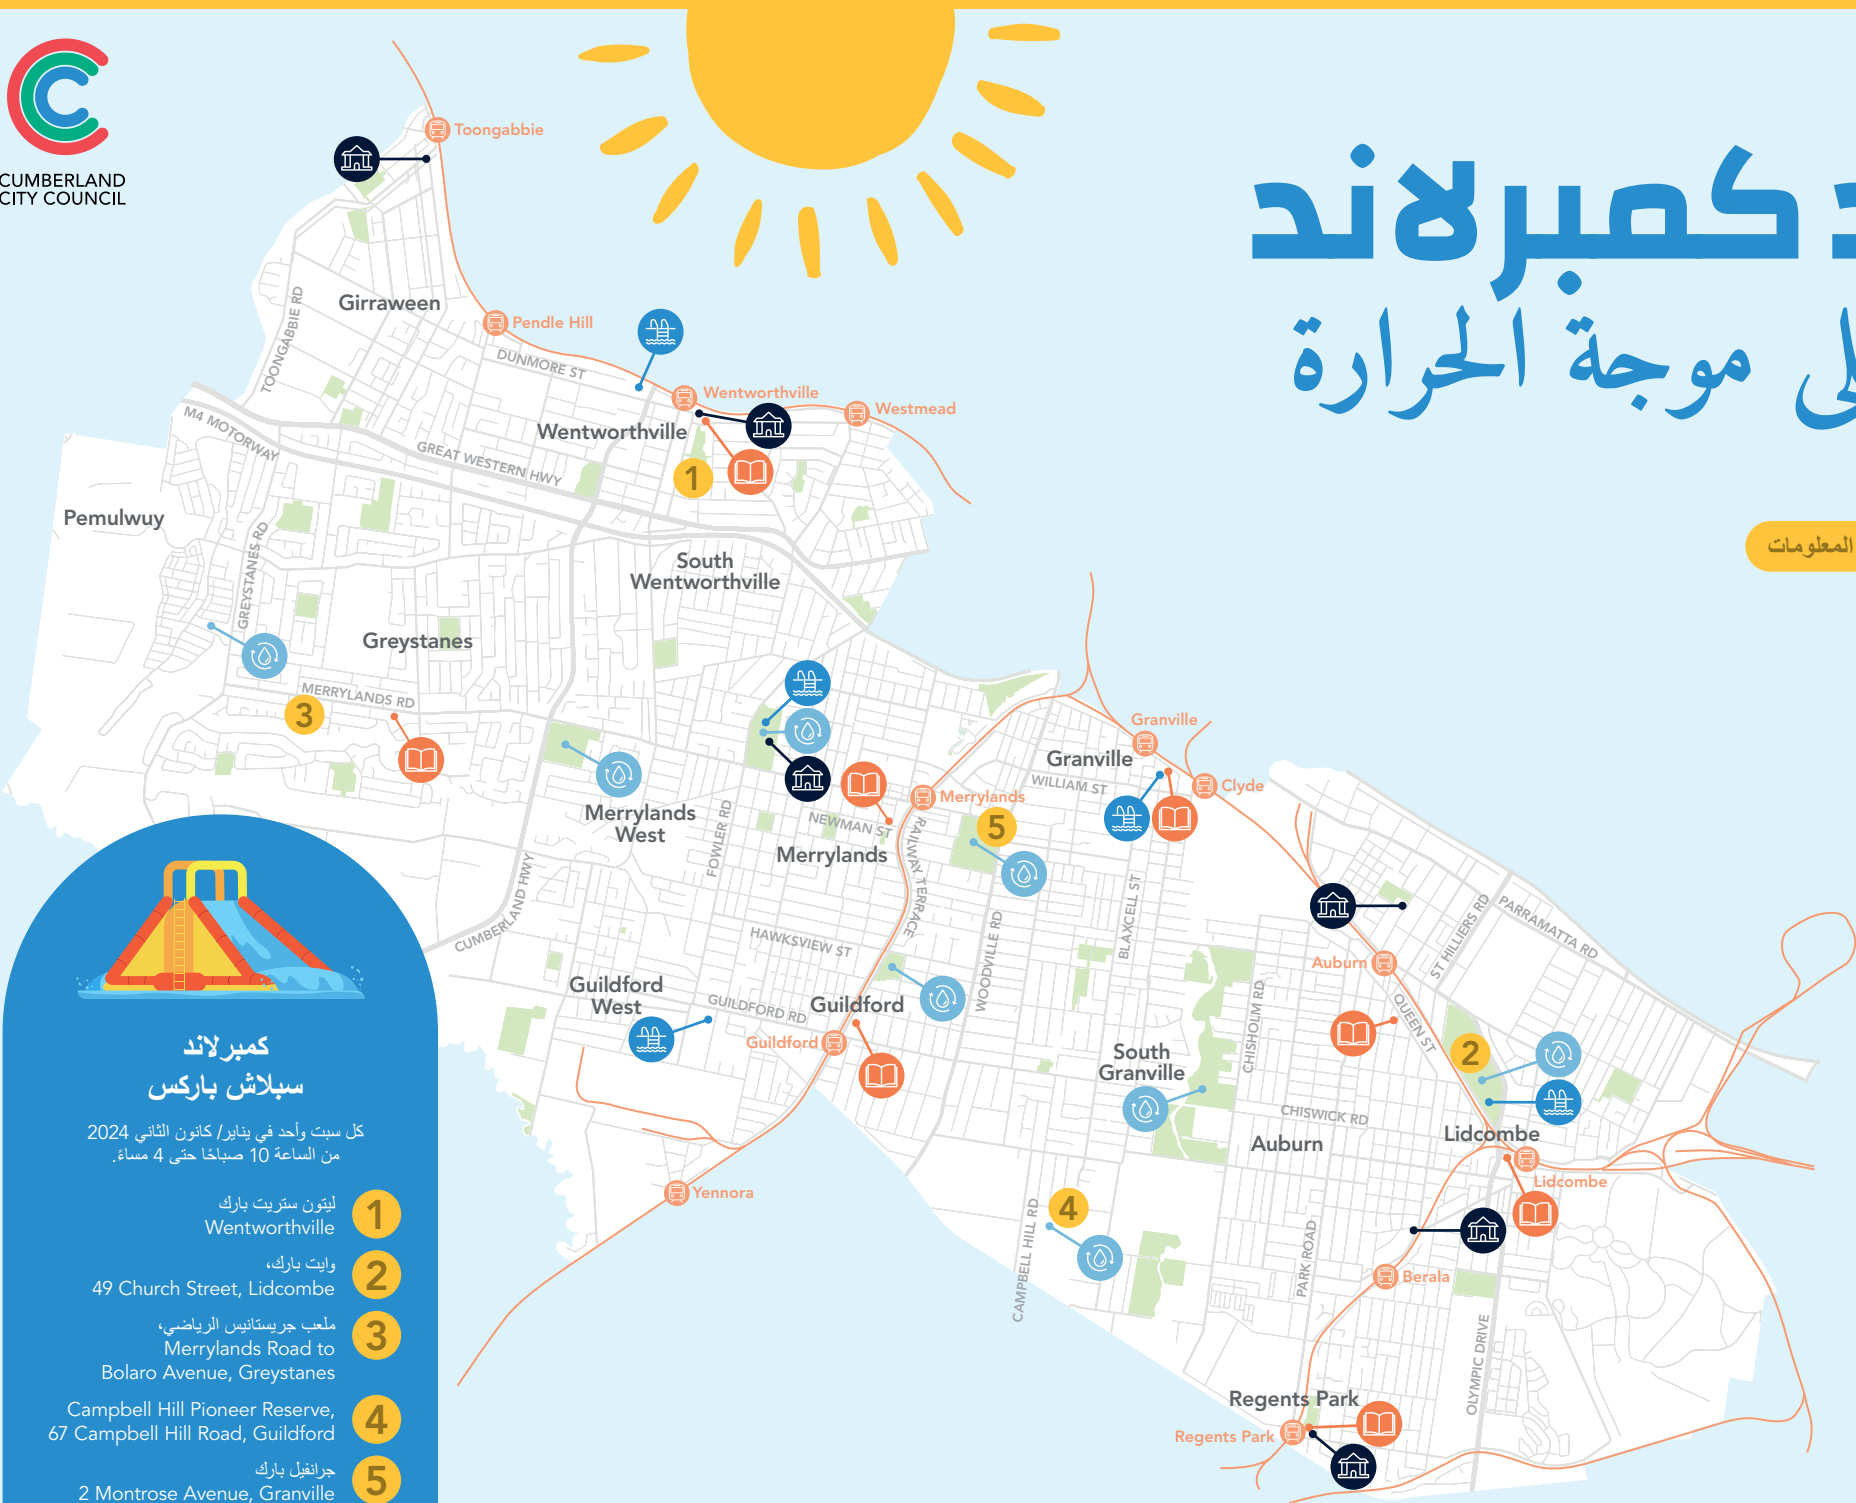 CUMBERLAND
CITY COUNCIL
كمبرلاند
موجة الحرارة
المعلومات
Toongabbie
Girraween
TOONGABBIE RD
Pendle Hill
DUNMORE ST
Wentworthville
Westmead
Wentworthville
M4 MOTORWAY
GREAT WESTERN HWY
1
Pemulwuy
GREYSTANES RD
South
Wentworthville
Greystanes
MERRYLANDS RD
3
Granville
Granville
WILLIAM ST
Clyde
Merrylands
West
FOWLER RD
NEWMAN ST
Merrylands
Merrylands
RAILWAY TERRACE
5
CUMBERLAND HWY
HAWKSVIEW ST
WOODVILLE RD
BLAXCELL ST
ST HILLIERS RD
PARRAMATTA RD
Auburn
Guildford
West
GUILDFORD RD
Guildford
Guildford
CHISHOLM RD
QUEEN ST
2
South
Granville
CHISWICK RD
Auburn
Lidcombe
Lidcombe
Yennora
CAMPBELL HILL RD
4
PARK ROAD
Berala
OLYMPIC DRIVE
Regents Park
Regents Park
كمبرلاند
سبلاش باركس
كل سبت وأحد في يناير/ كانون الثاني 2024
من الساعة 10 صباحًا حتى 4 مساءً.
1
ليتون ستريت بارك
Wentworthville
2
وايت بارك،
49 Church Street, Lidcombe
3
ملعب جريستانيس الرياضي،
Merrylands Road to
Bolaro Avenue, Greystanes
4
Campbell Hill Pioneer Reserve,
67 Campbell Hill Road, Guildford
5
جرانفيل بارك
2 Montrose Avenue, Granville